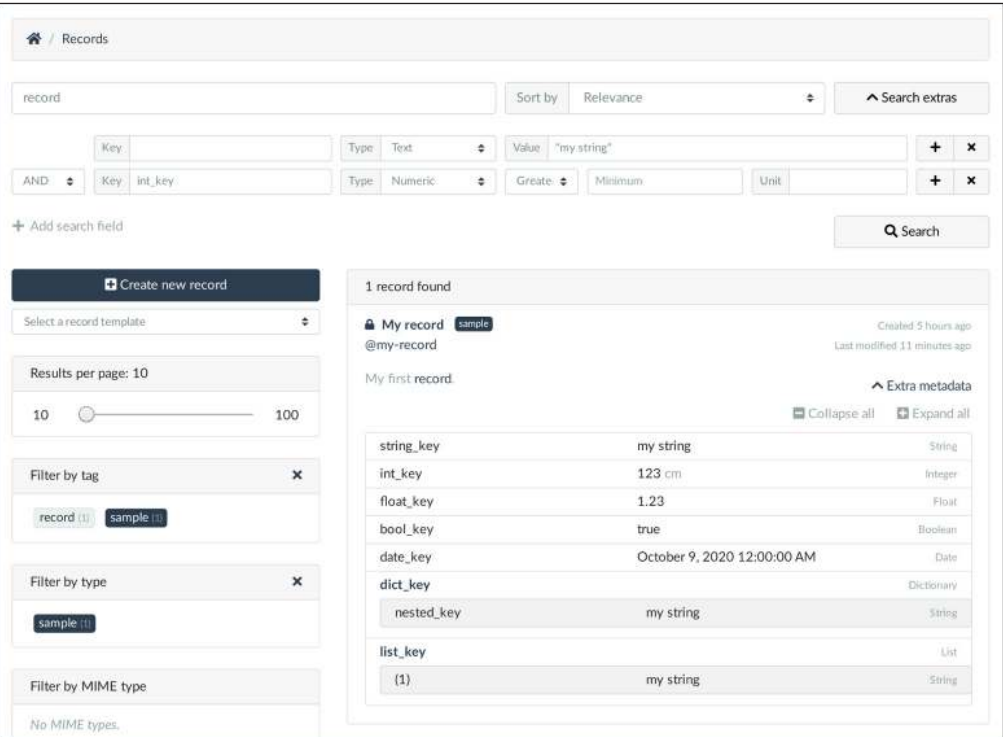 / Records
record
Sort by Relevance
Search extras
Key Type Text Value "my string"
AND Key int_key Type Numeric Greate Minimum Unit
Add search field
Search
Create new record
Select a record template
Results per page: 10
10 100
Filter by tag
record (1) sample (1)
Filter by type
sample (1)
Filter by MIME type
No MIME types.
1 record found
My record sample
Created 5 hours ago
@my-record
Last modified 11 minutes ago
My first record.
Extra metadata
Collapse all Expand all
string_key my string String
int_key 123 cm Integer
float_key 1.23 Float
bool_key true Boolean
date_key October 9, 2020 12:00:00 AM Date
dict_key Dictionary
nested_key my string String
list_key List
(1) my string String